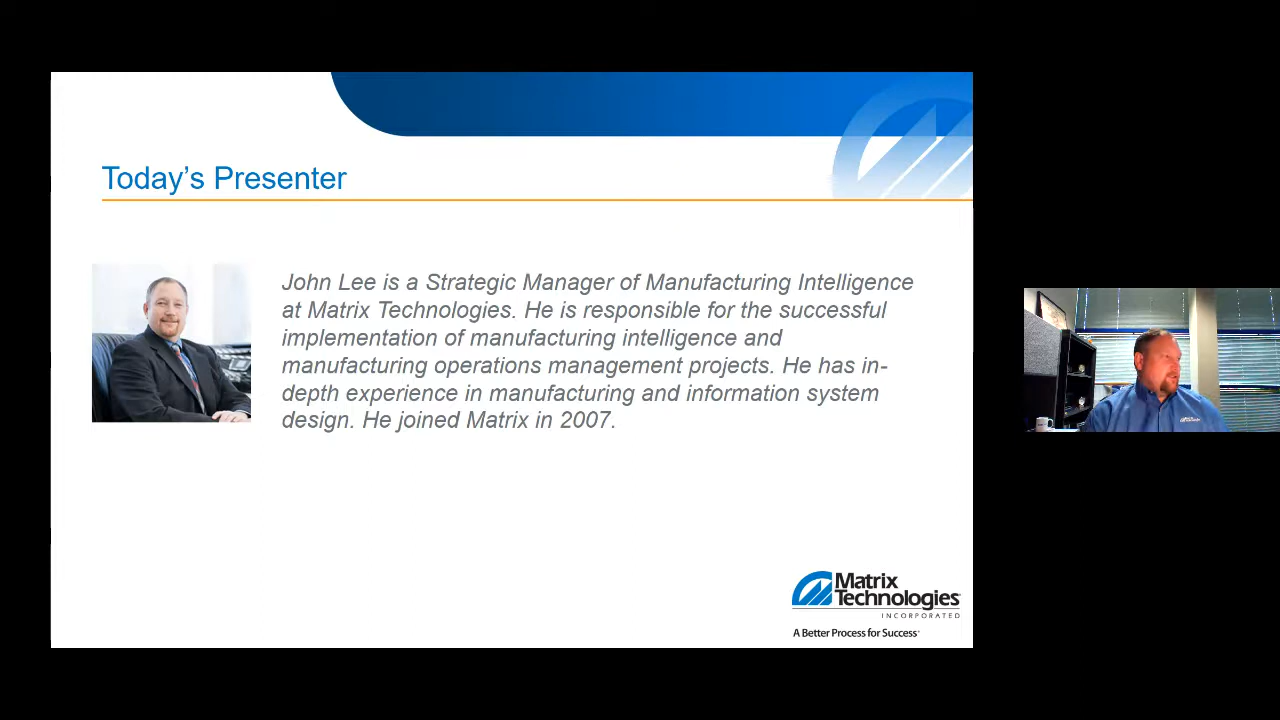 Today’s Presenter
John Lee is a Strategic Manager of Manufacturing Intelligence
at Matrix Technologies. He is responsible for the successful
implementation of manufacturing intelligence and
manufacturing operations management projects. He has in-
depth experience in manufacturing and information system
design. He joined Matrix in 2007.
Matrix
Technologies
INCORPORATED
A Better Process for Success